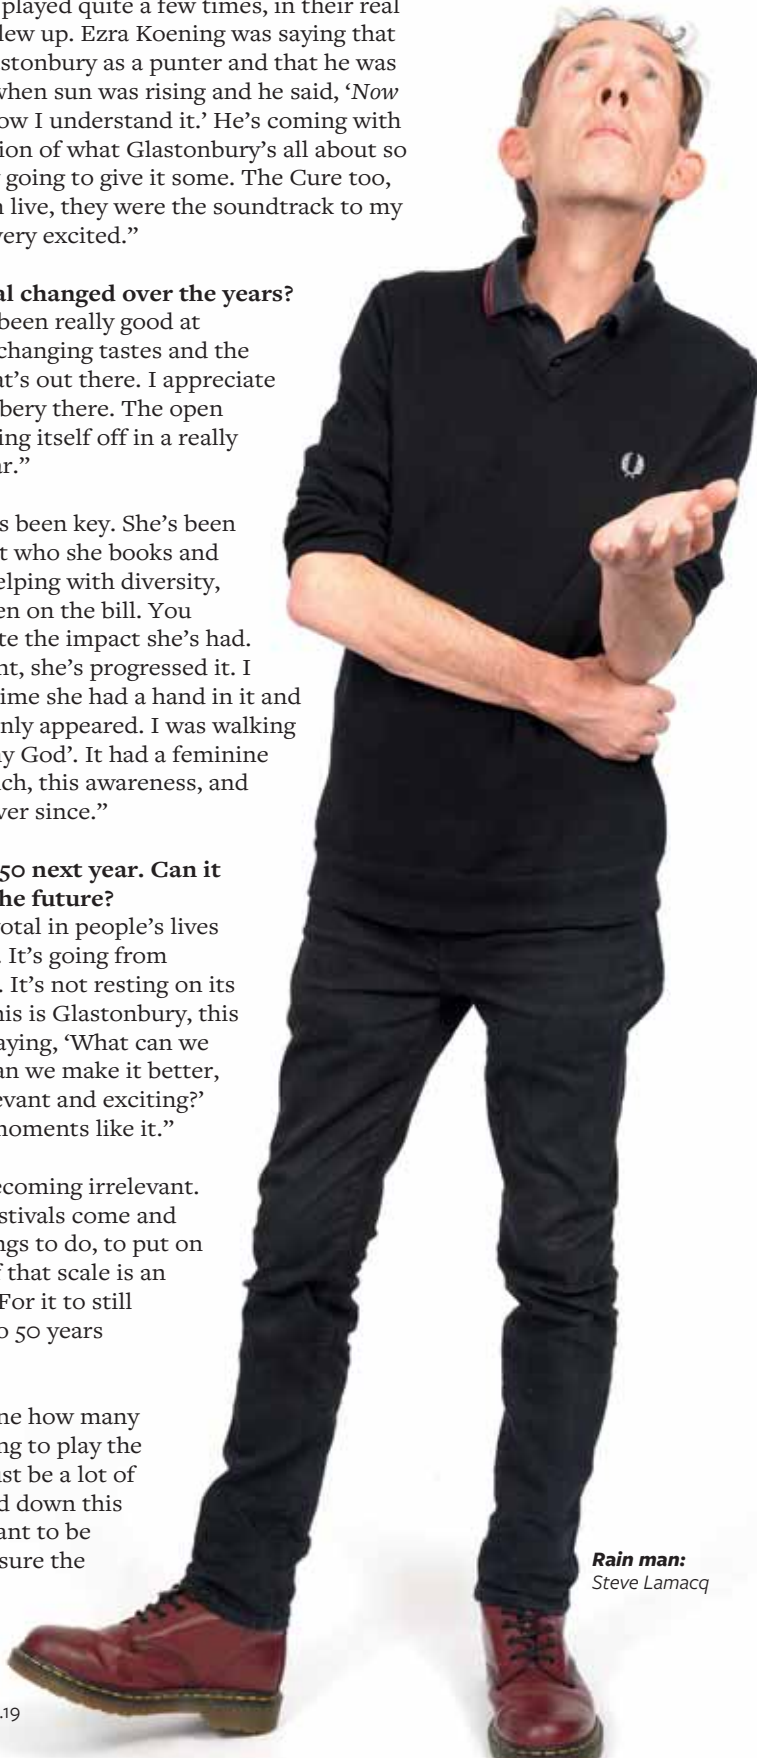 played quite a few times, in their real
lew up. Ezra Koening was saying that
stonbury as a punter and that he was
when sun was rising and he said, ‘Now
ow I understand it.’ He’s coming with
ion of what Glastonbury’s all about so
going to give it some. The Cure too,
live, they were the soundtrack to my
very excited.”
al changed over the years?
been really good at
changing tastes and the
at’s out there. I appreciate
bery there. The open
ing itself off in a really
ar.”
s been key. She’s been
t who she books and
elping with diversity,
en on the bill. You
te the impact she’s had.
nt, she’s progressed it. I
ime she had a hand in it and
nly appeared. I was walking
y God’. It had a feminine
ch, this awareness, and
ver since.”
50 next year. Can it
he future?
otal in people’s lives
. It’s going from
. It’s not resting on its
his is Glastonbury, this
aying, ‘What can we
an we make it better,
evant and exciting?’
moments like it.”
ecoming irrelevant.
stivals come and
ngs to do, to put on
f that scale is an
For it to still
o 50 years
ne how many
ng to play the
ust be a lot of
d down this
ant to be
sure the
Rain man:
Steve Lamacq
.19